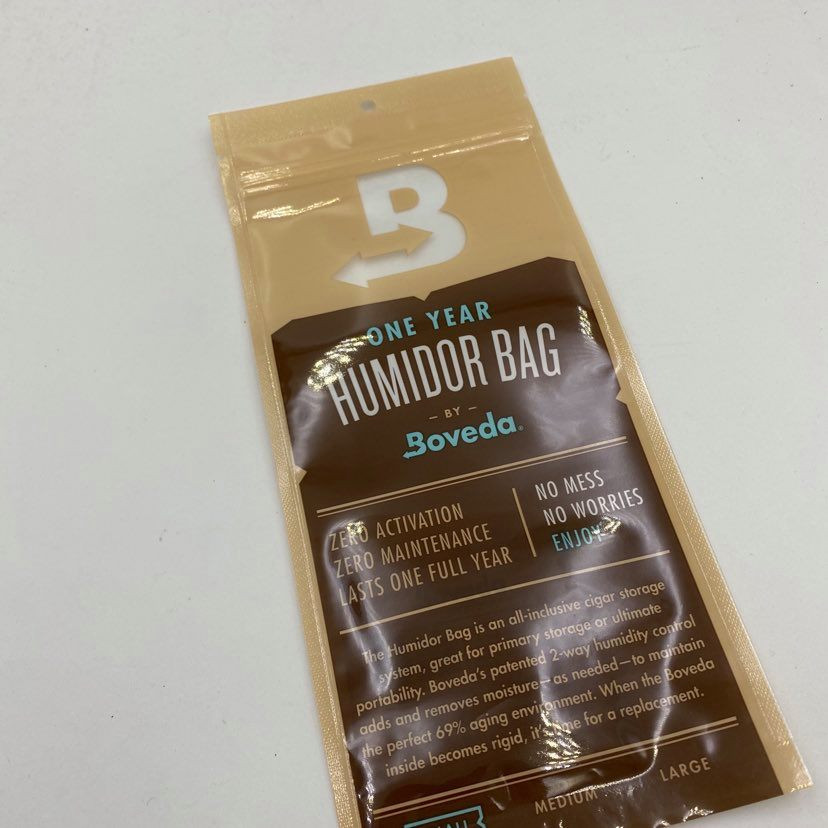 B
ONE YEAR
HUMIDOR BAG
– BY –
Boveda®
ZERO ACTIVATION
ZERO MAINTENANCE
LASTS ONE FULL YEAR
NO MESS
NO WORRIES
ENJOY
The Humidor Bag is an all-inclusive cigar storage
system, great for primary storage or ultimate
portability. Boveda's patented 2-way humidity control
adds and removes moisture—as needed—to maintain
the perfect 69% aging environment. When the Boveda
inside becomes rigid, it's time for a replacement.
MEDIUM
LARGE